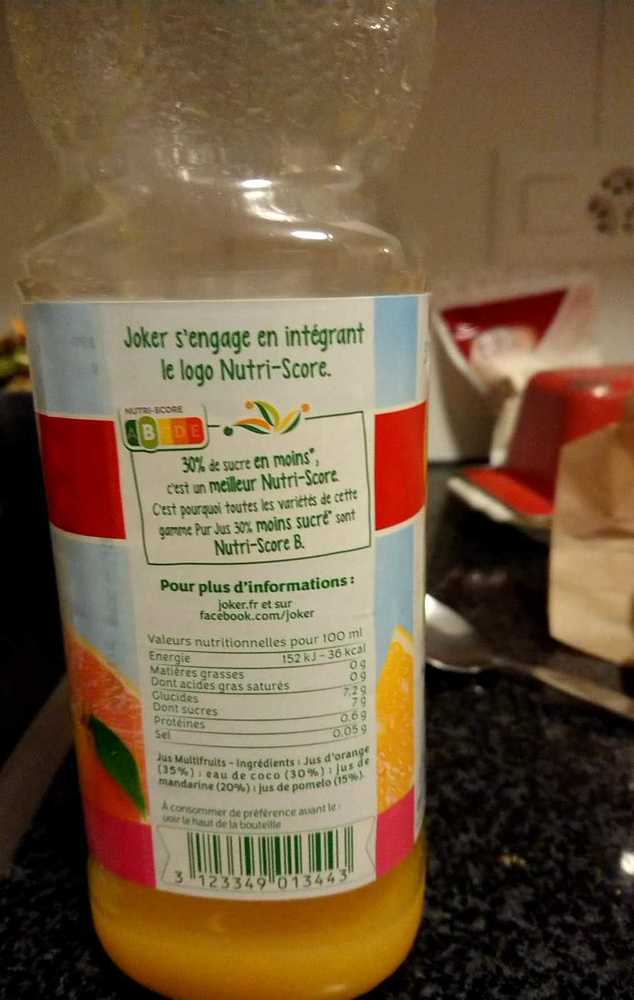 Joker s'engage en intégrant
le logo Nutri-Score.
NUTRI-SCORE
A B C D E
30% de sucre en moins*,
c'est un meilleur Nutri-Score.
C'est pourquoi toutes les variétés de cette
gamme Pur Jus 30% moins sucré* sont
Nutri-Score B.
Pour plus d'informations :
joker.fr et sur
facebook.com/joker
Valeurs nutritionnelles pour 100 ml
Energie 152 kJ - 36 kcal
Matières grasses 0 g
Dont acides gras saturés 0 g
Glucides 7,2 g
Dont sucres 7 g
Protéines 0,6 g
Sel 0,05 g
Jus Multifruits - Ingrédients : Jus d'orange
(35%) ; eau de coco (30%) ; jus de
mandarine (20%) ; jus de pomelo (15%).
A consommer de préférence avant le :
voir le haut de la bouteille
3 123349 013443